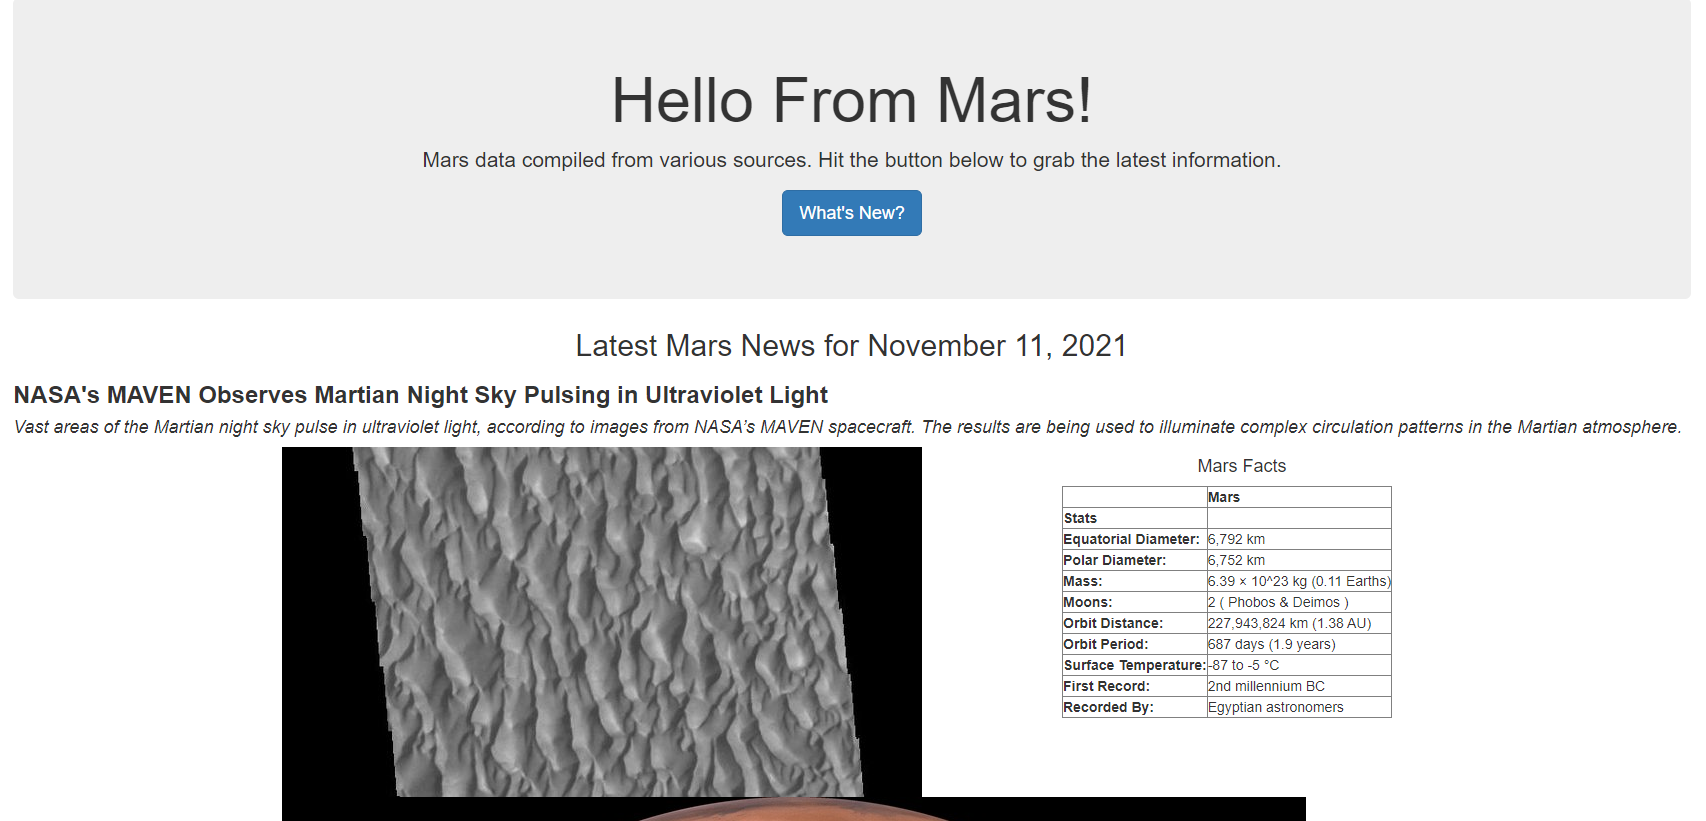 Hello From Mars!
Mars data compiled from various sources. Hit the button below to grab the latest information.
What's New?
Latest Mars News for November 11, 2021
NASA's MAVEN Observes Martian Night Sky Pulsing in Ultraviolet Light
Vast areas of the Martian night sky pulse in ultraviolet light, according to images from NASA’s MAVEN spacecraft. The results are being used to illuminate complex circulation patterns in the Martian atmosphere.
Mars Facts
Mars
Stats
Equatorial Diameter: 6,792 km
Polar Diameter: 6,752 km
Mass: 6.39 × 10^23 kg (0.11 Earths)
Moons: 2 ( Phobos & Deimos )
Orbit Distance: 227,943,824 km (1.38 AU)
Orbit Period: 687 days (1.9 years)
Surface Temperature: -87 to -5 °C
First Record: 2nd millennium BC
Recorded By: Egyptian astronomers